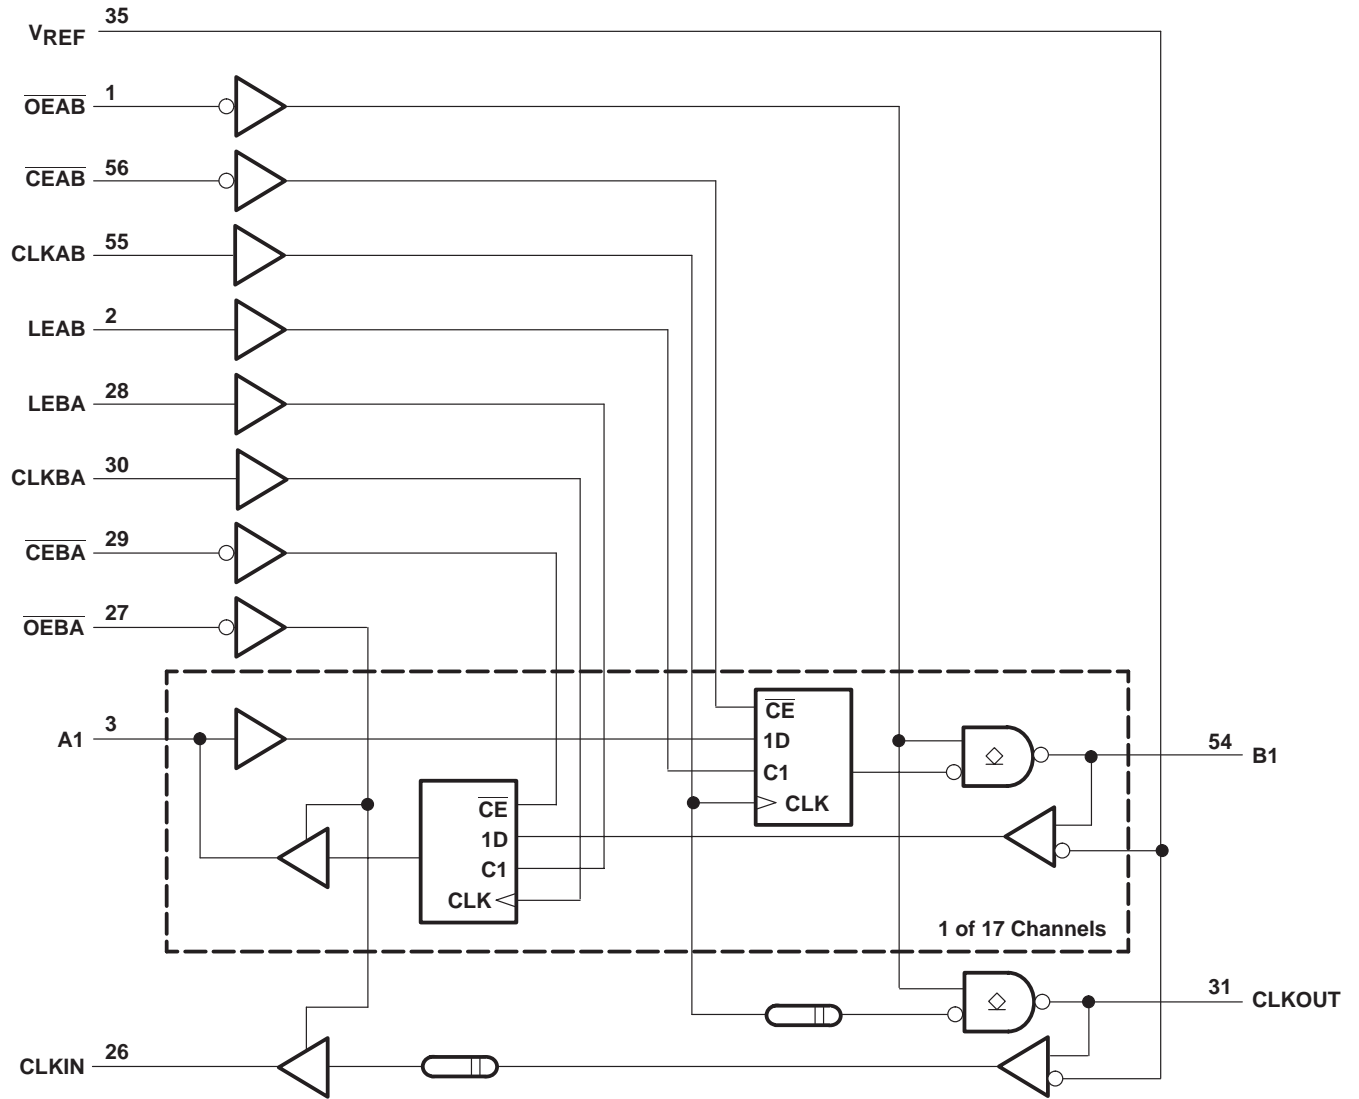 35
VREF
1
OEAB
56
CEAB
55
CLKAB
2
LEAB
28
LEBA
30
CLKBA
29
CEBA
27
OEBA
3
A1
CE
1D
C1
CLK
54
B1
CE
1D
C1
CLK
1 of 17 Channels
31
CLKOUT
26
CLKIN